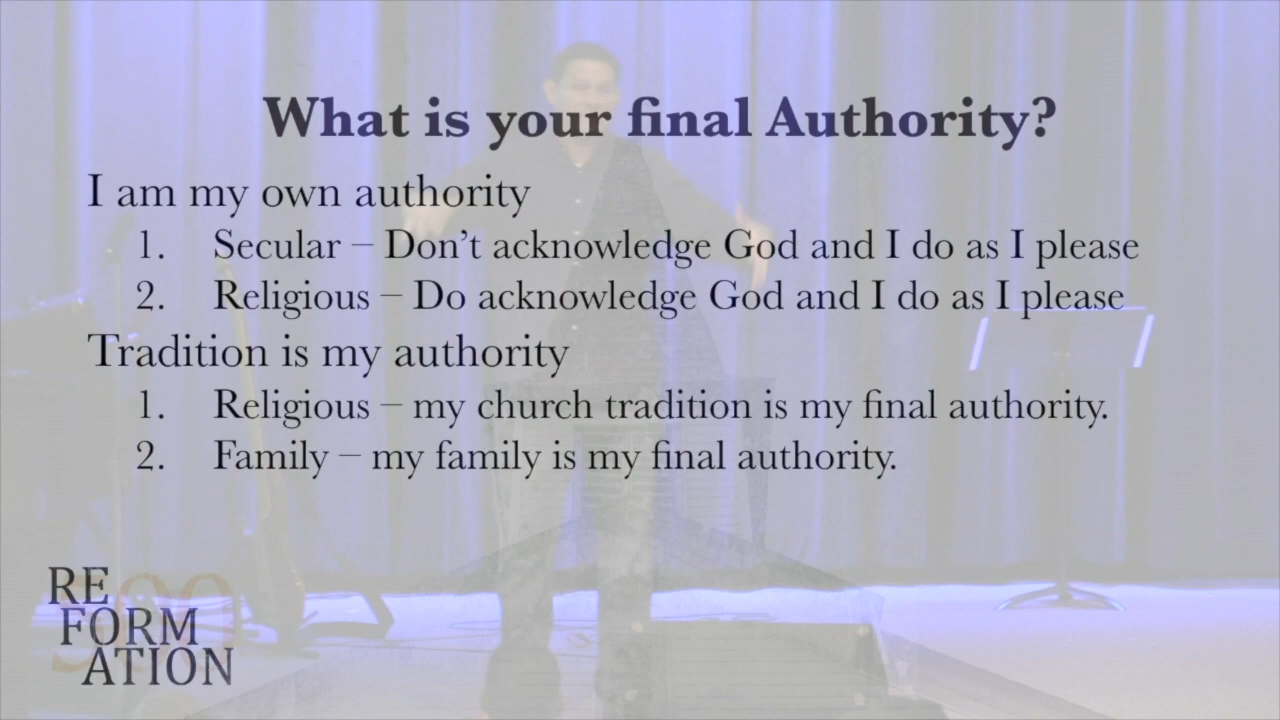 What is your final Authority?
I am my own authority
1. Secular – Don’t acknowledge God and I do as I please
2. Religious – Do acknowledge God and I do as I please
Tradition is my authority
1. Religious – my church tradition is my final authority.
2. Family – my family is my final authority.
500
RE
FORM
ATION